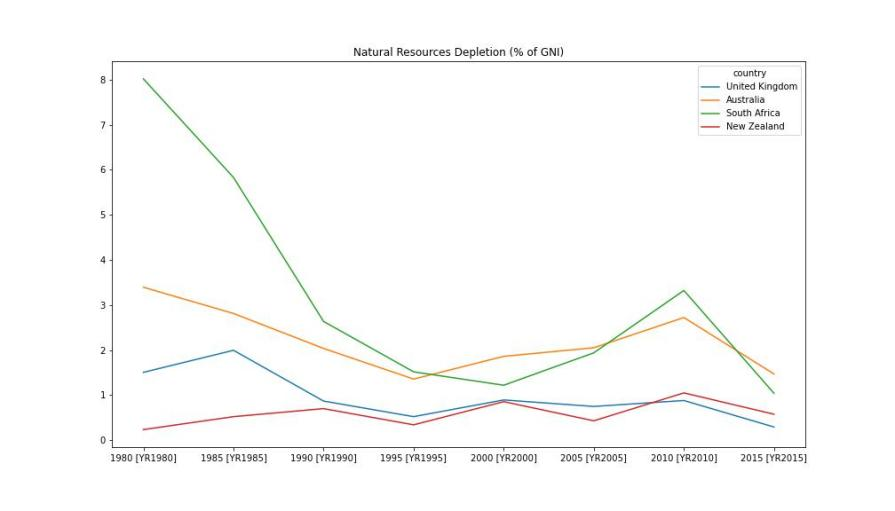 Natural Resources Depletion (% of GNI)
country
United Kingdom
Australia
South Africa
New Zealand
8
7
6
5
4
3
2
1
0
1980 [YR1980] 1985 [YR1985] 1990 [YR1990] 1995 [YR1995] 2000 [YR2000] 2005 [YR2005] 2010 [YR2010] 2015 [YR2015]